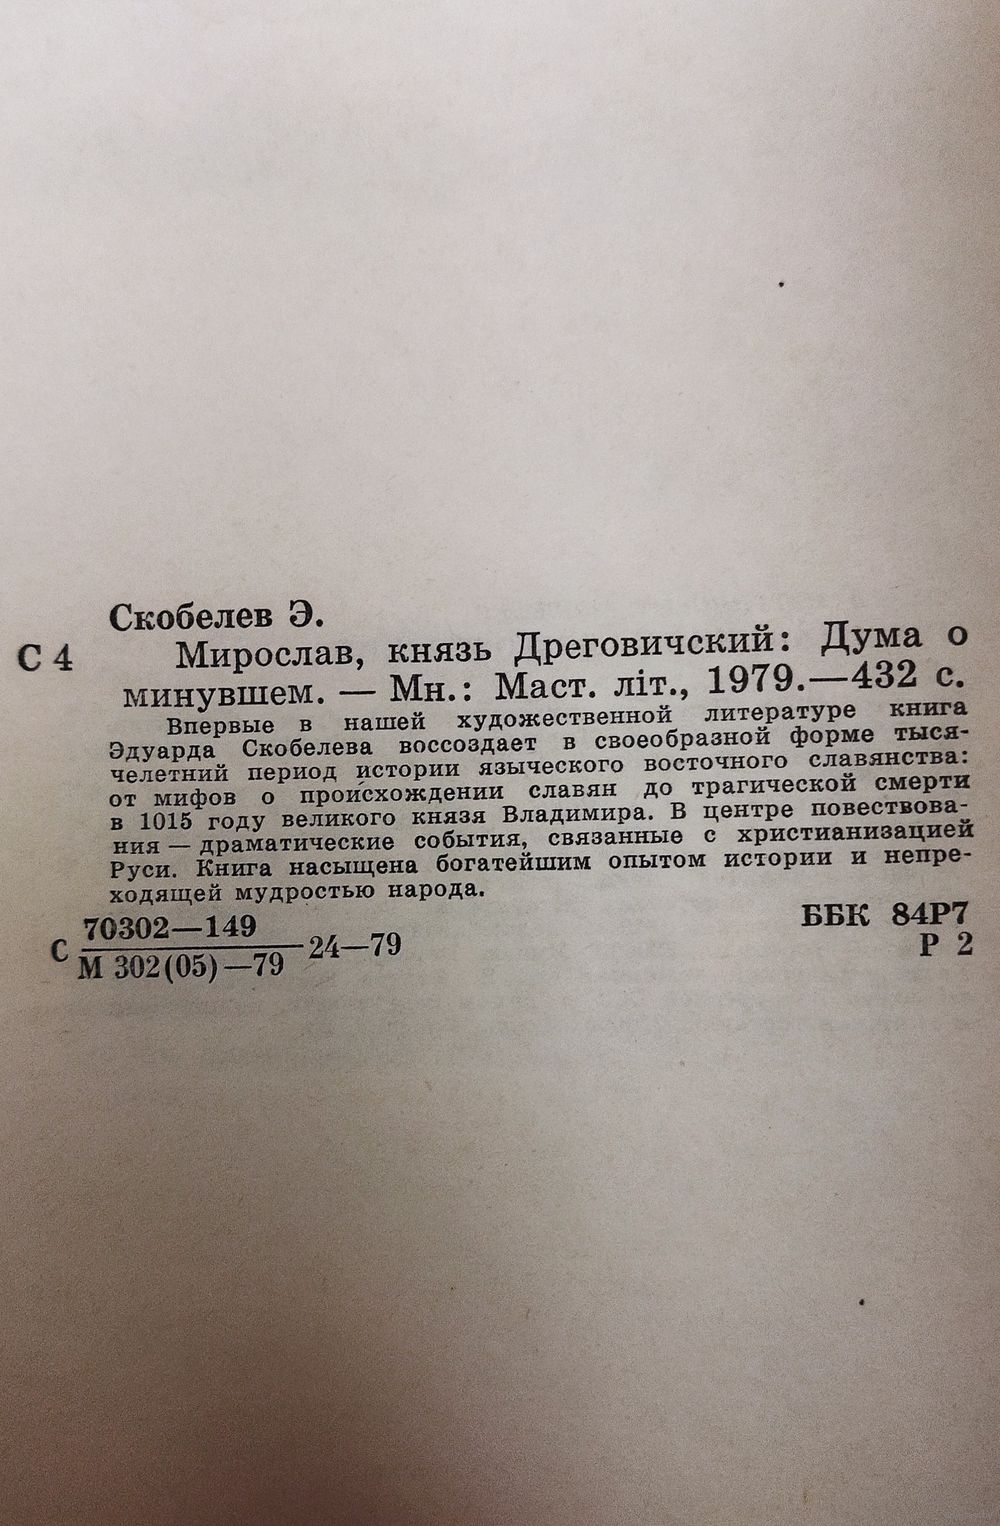 Скобелев Э.
С 4 Мирослав, князь Дреговичский: Дума о
минувшем. — Мн.: Маст. літ., 1979.—432 с.
Впервые в нашей художественной литературе книга
Эдуарда Скобелева воссоздает в своеобразной форме тыся-
челетний период истории языческого восточного славянства:
от мифов о происхождении славян до трагической смерти
в 1015 году великого князя Владимира. В центре повествова-
ния — драматические события, связанные с христианизацией
Руси. Книга насыщена богатейшим опытом истории и непре-
ходящей мудростью народа.
70302—149
С 24—79
М 302(05)—79
ББК 84Р7
Р 2